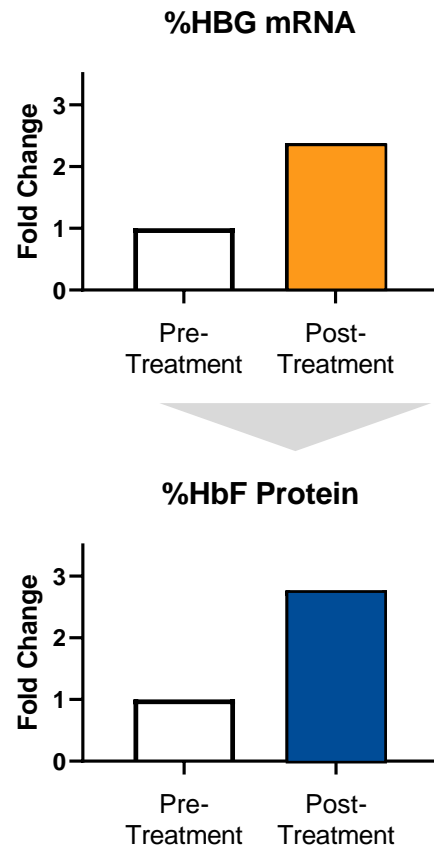 %HBG mRNA
Fold Change
3
2
1
0
Pre-
Treatment
Post-
Treatment
%HbF Protein
Fold Change
3
2
1
0
Pre-
Treatment
Post-
Treatment